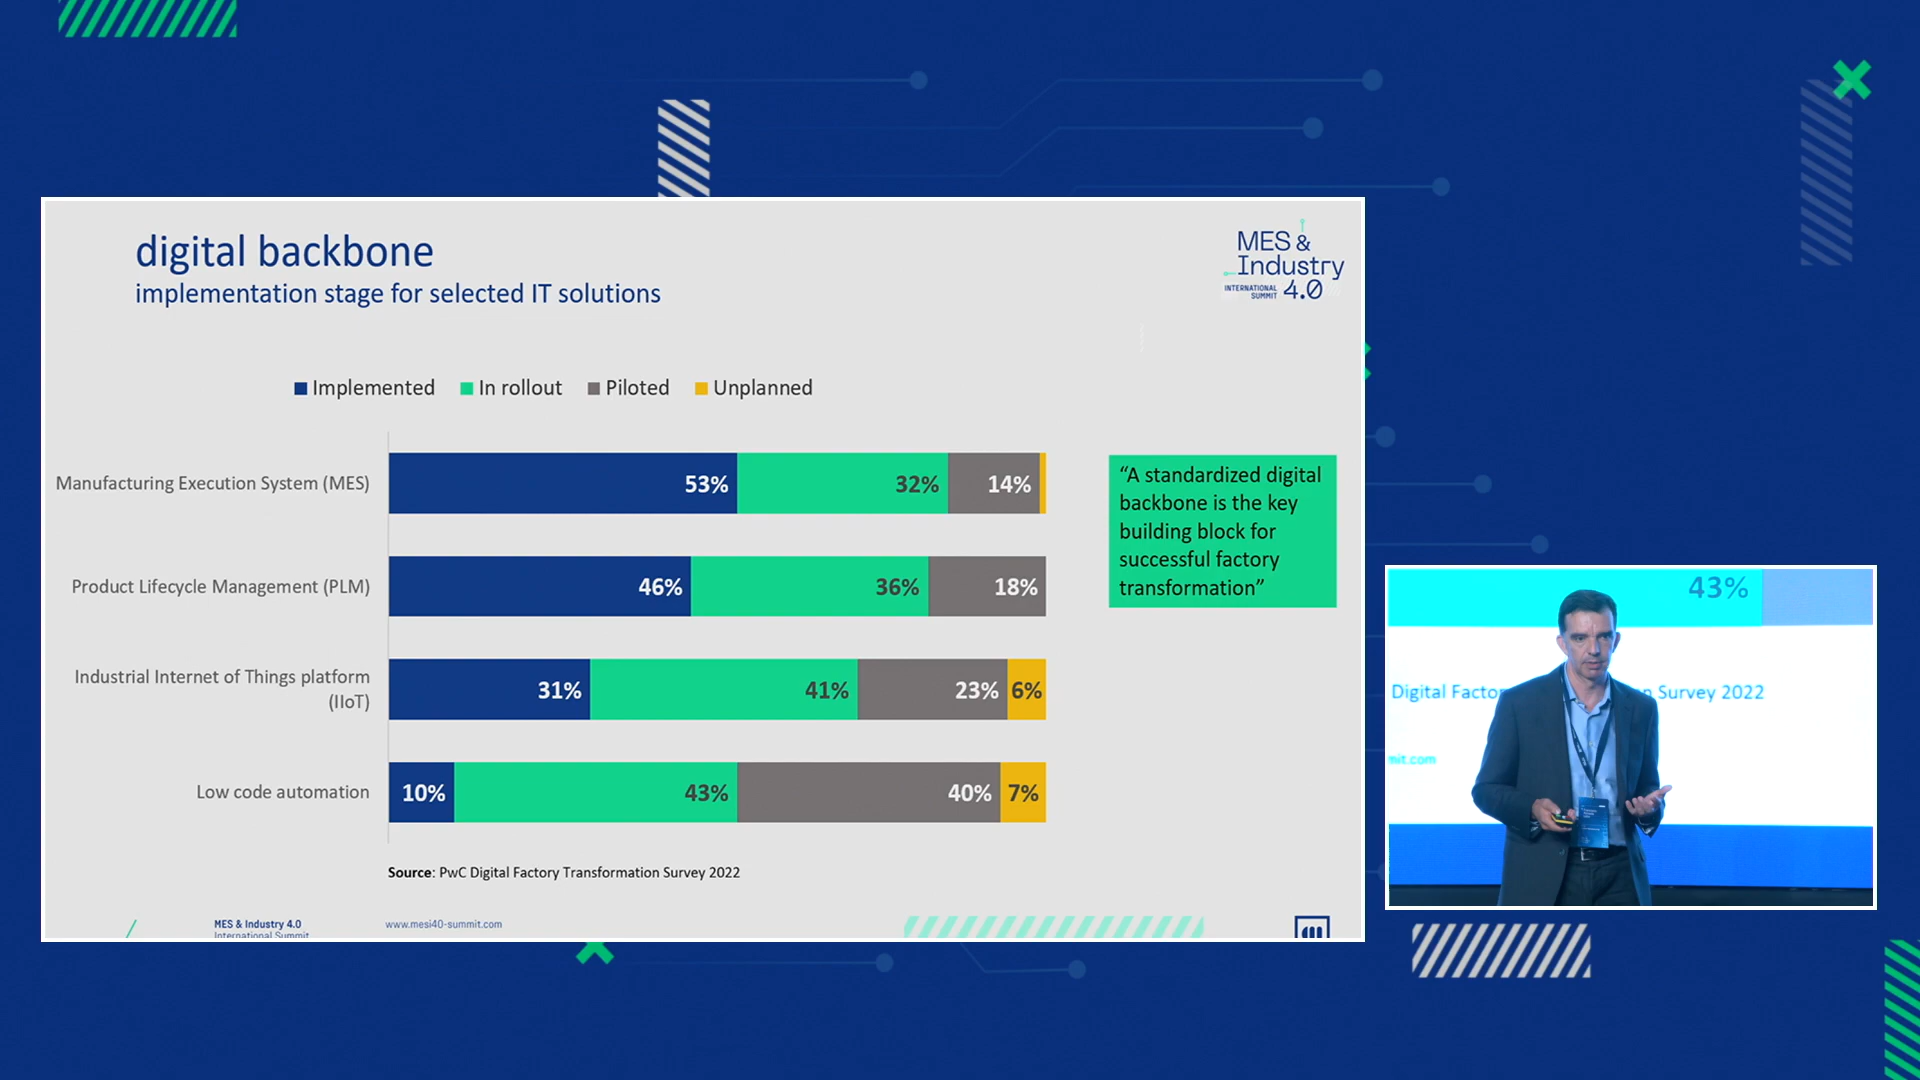 digital backbone
implementation stage for selected IT solutions
MES &
Industry
INTERNATIONAL
SUMMIT
4.0
Implemented
In rollout
Piloted
Unplanned
Manufacturing Execution System (MES)
53%
32%
14%
Product Lifecycle Management (PLM)
46%
36%
18%
Industrial Internet of Things platform
(IIoT)
31%
41%
23%
6%
Low code automation
10%
43%
40%
7%
“A standardized digital
backbone is the key
building block for
successful factory
transformation”
Source: PwC Digital Factory Transformation Survey 2022
MES & Industry 4.0
International Summit
www.mesi40-summit.com
43%
Digital Facto
Survey 2022
mit.com